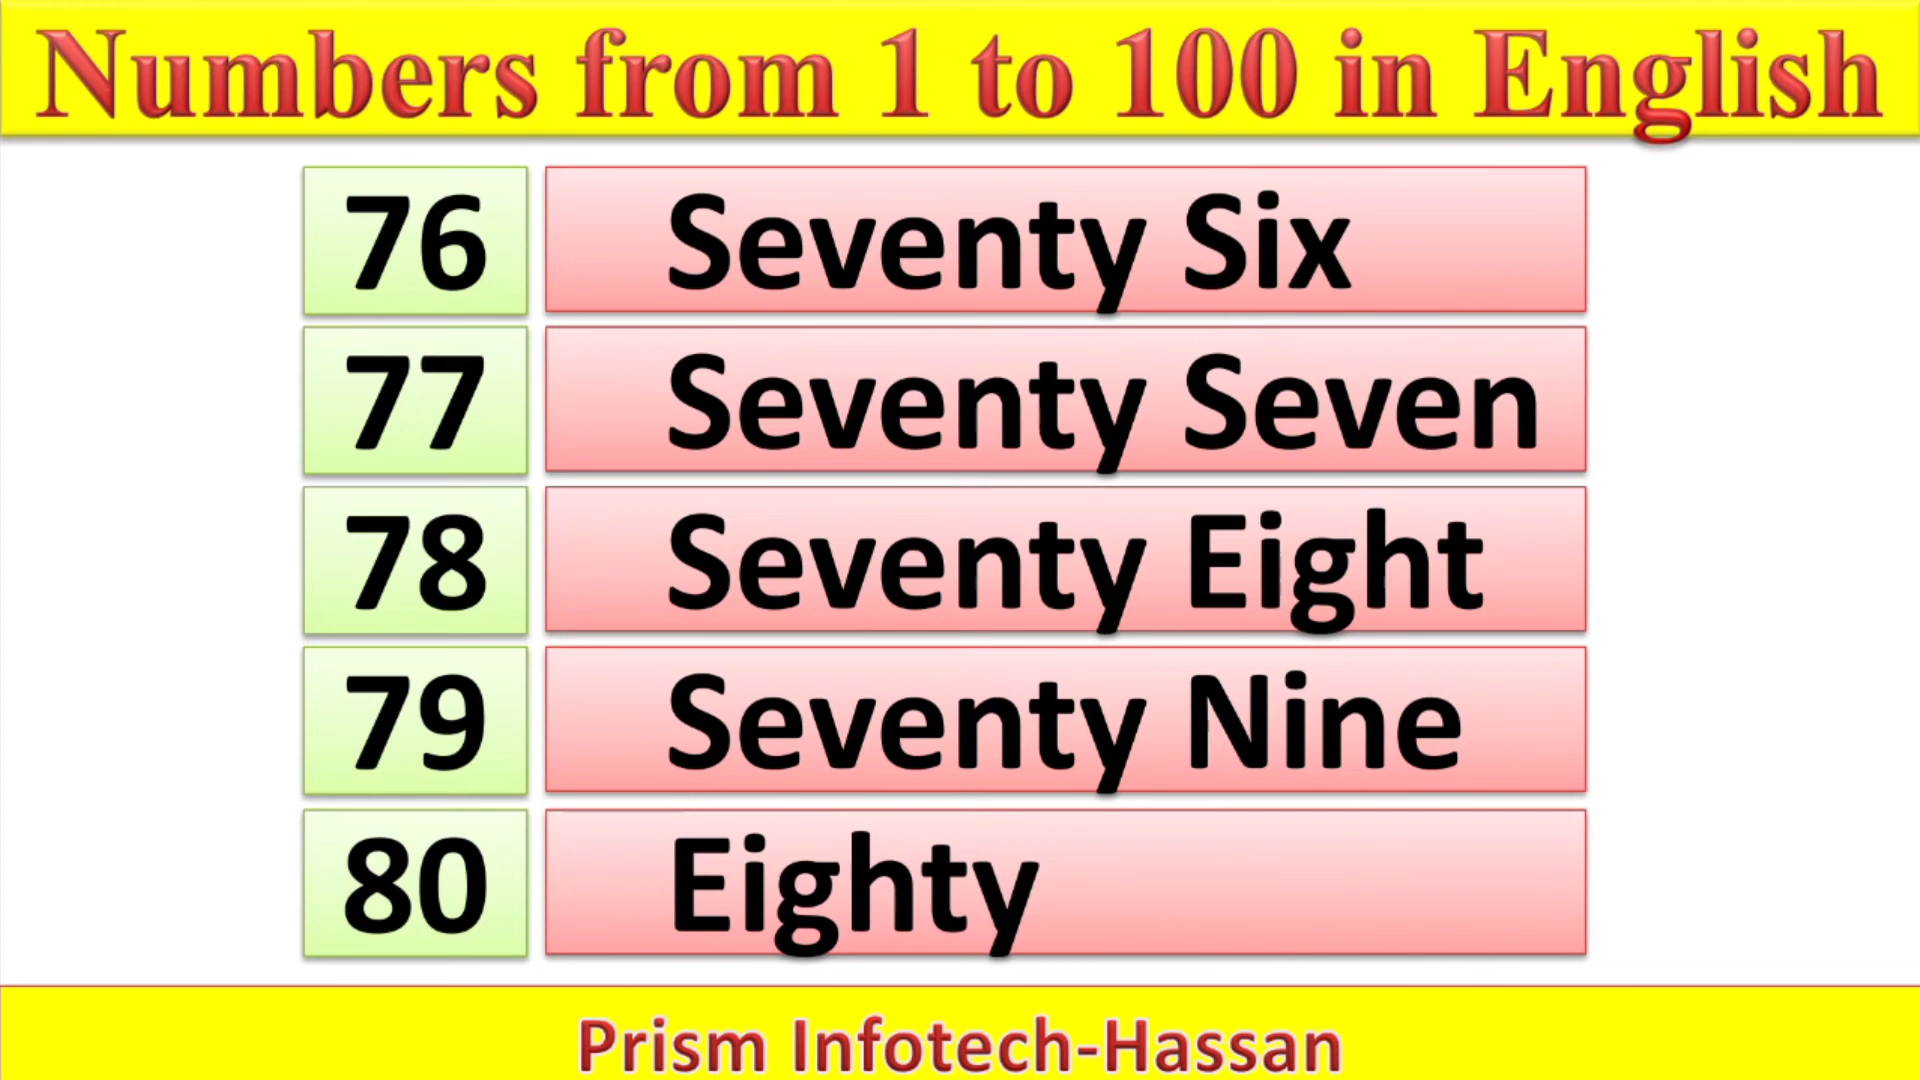 Numbers from 1 to 100 in English
76 Seventy Six
77 Seventy Seven
78 Seventy Eight
79 Seventy Nine
80 Eighty
Prism Infotech-Hassan